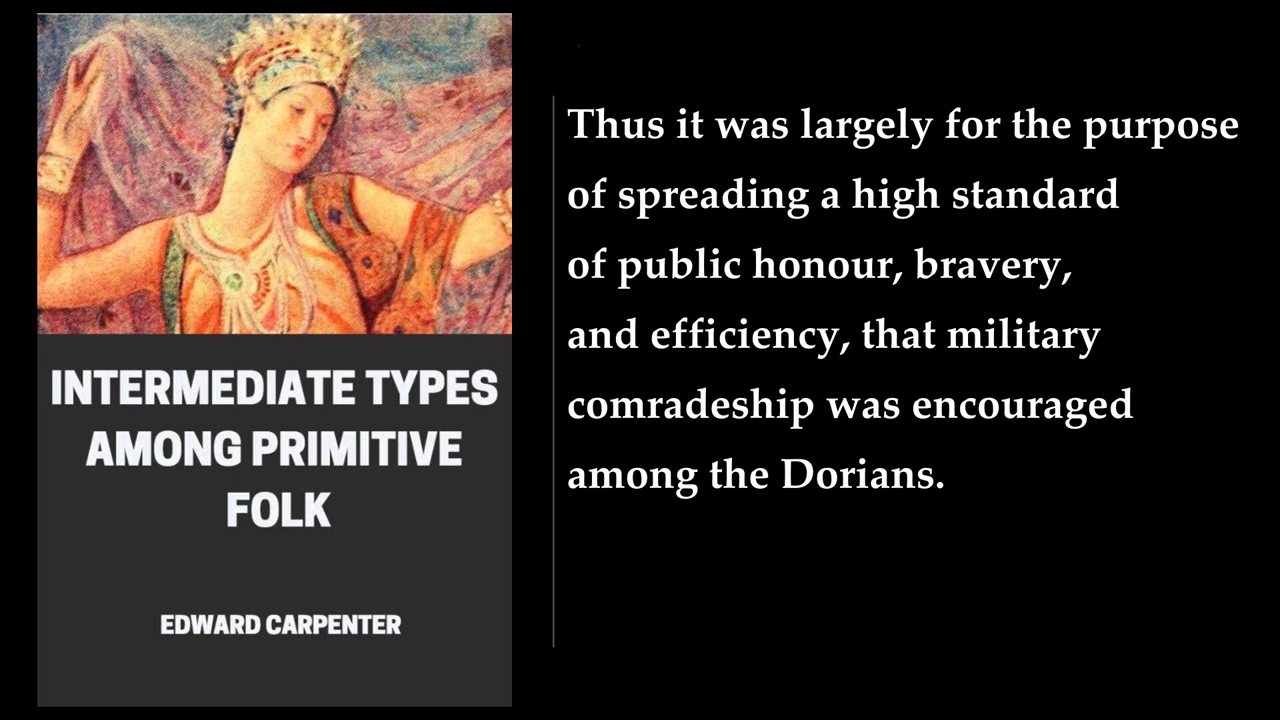 INTERMEDIATE TYPES
AMONG PRIMITIVE
FOLK
EDWARD CARPENTER
Thus it was largely for the purpose
of spreading a high standard
of public honour, bravery,
and efficiency, that military
comradeship was encouraged
among the Dorians.